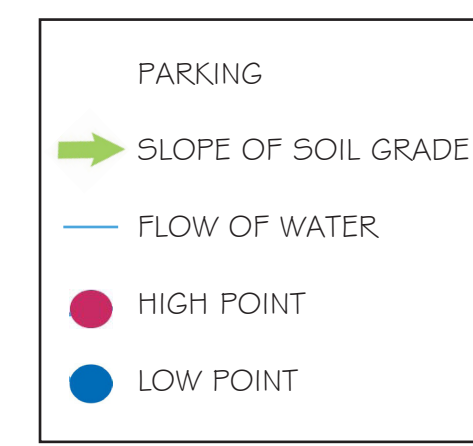 PARKING
SLOPE OF SOIL GRADE
FLOW OF WATER
HIGH POINT
LOW POINT